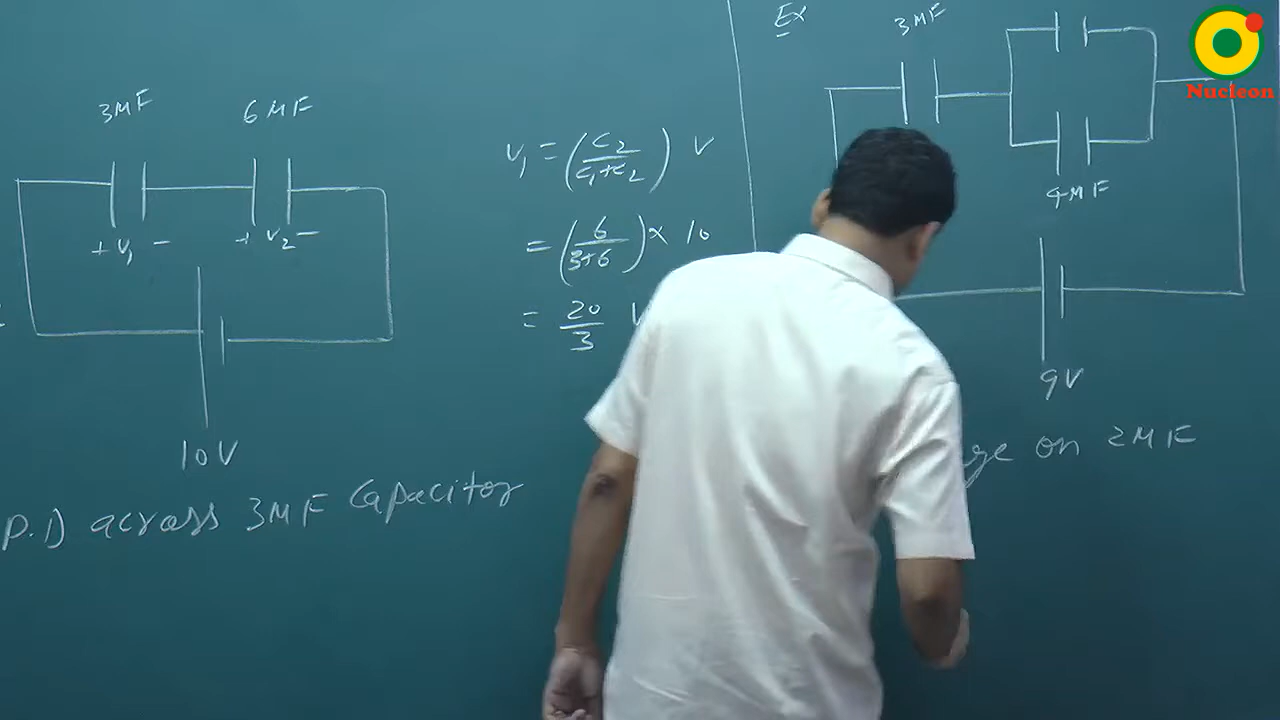 3MF 6MF
+ V₁ - + V₂ -
10V
P.D across 3MF Capacitor
V₁ = (C₂/C₁+C₂) V
= (6/3+6) × 10
= 20/3
Ex
3MF
4MF
9V
on 2MF
Nucleon